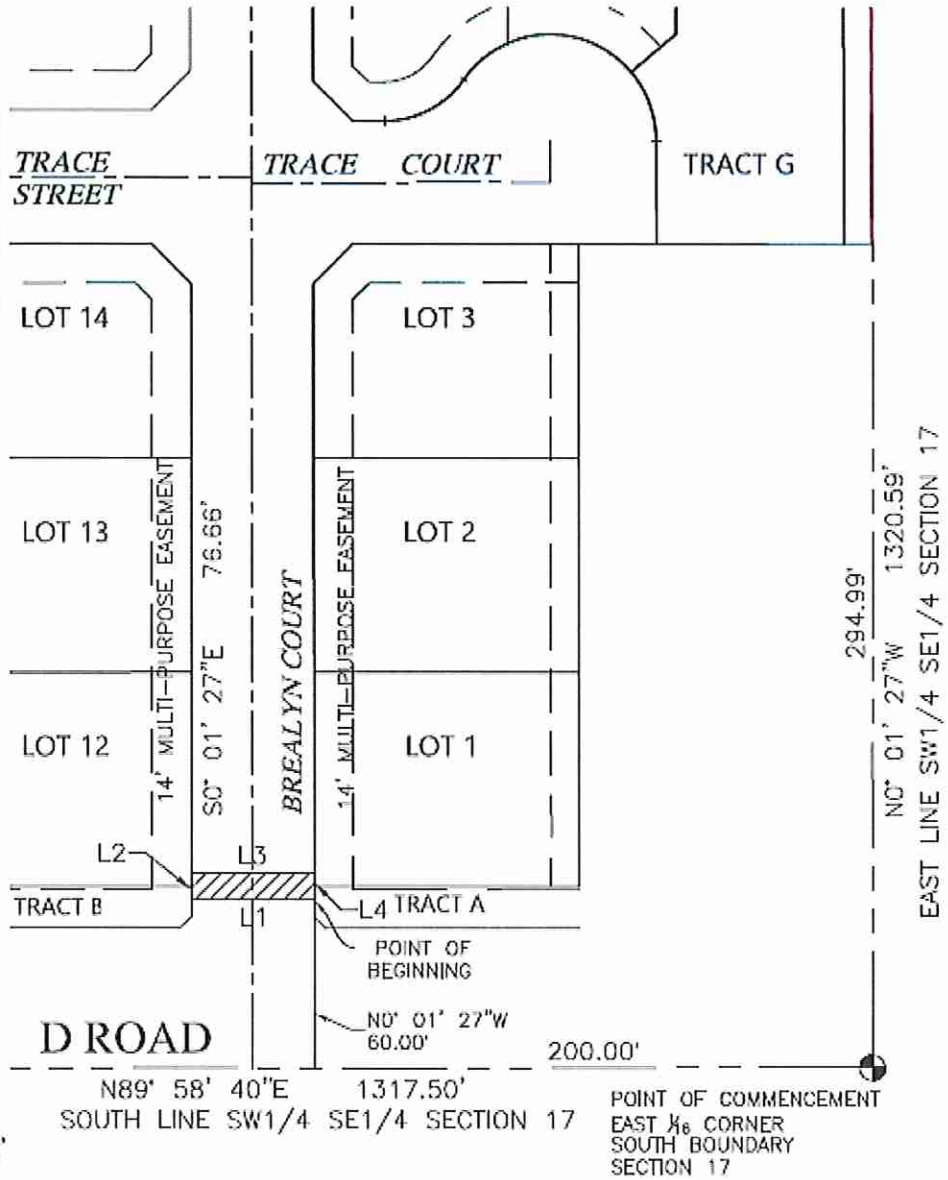 TRACE
STREET
TRACE COURT
TRACT G
LOT 14
LOT 3
LOT 13
LOT 2
LOT 12
LOT 1
14' MULTI-PURPOSE EASEMENT
S0° 01' 27"E 76.66'
BREALYN COURT
14' MULTI-PURPOSE EASEMENT
294.99'
N0° 01' 27"W 1320.59'
EAST LINE SW1/4 SE1/4 SECTION 17
L2
L3
TRACT B
L1
L4
TRACT A
POINT OF
BEGINNING
N0° 01' 27"W
60.00'
D ROAD
200.00'
N89° 58' 40"E 1317.50'
SOUTH LINE SW1/4 SE1/4 SECTION 17
POINT OF COMMENCEMENT
EAST 1/16 CORNER
SOUTH BOUNDARY
SECTION 17